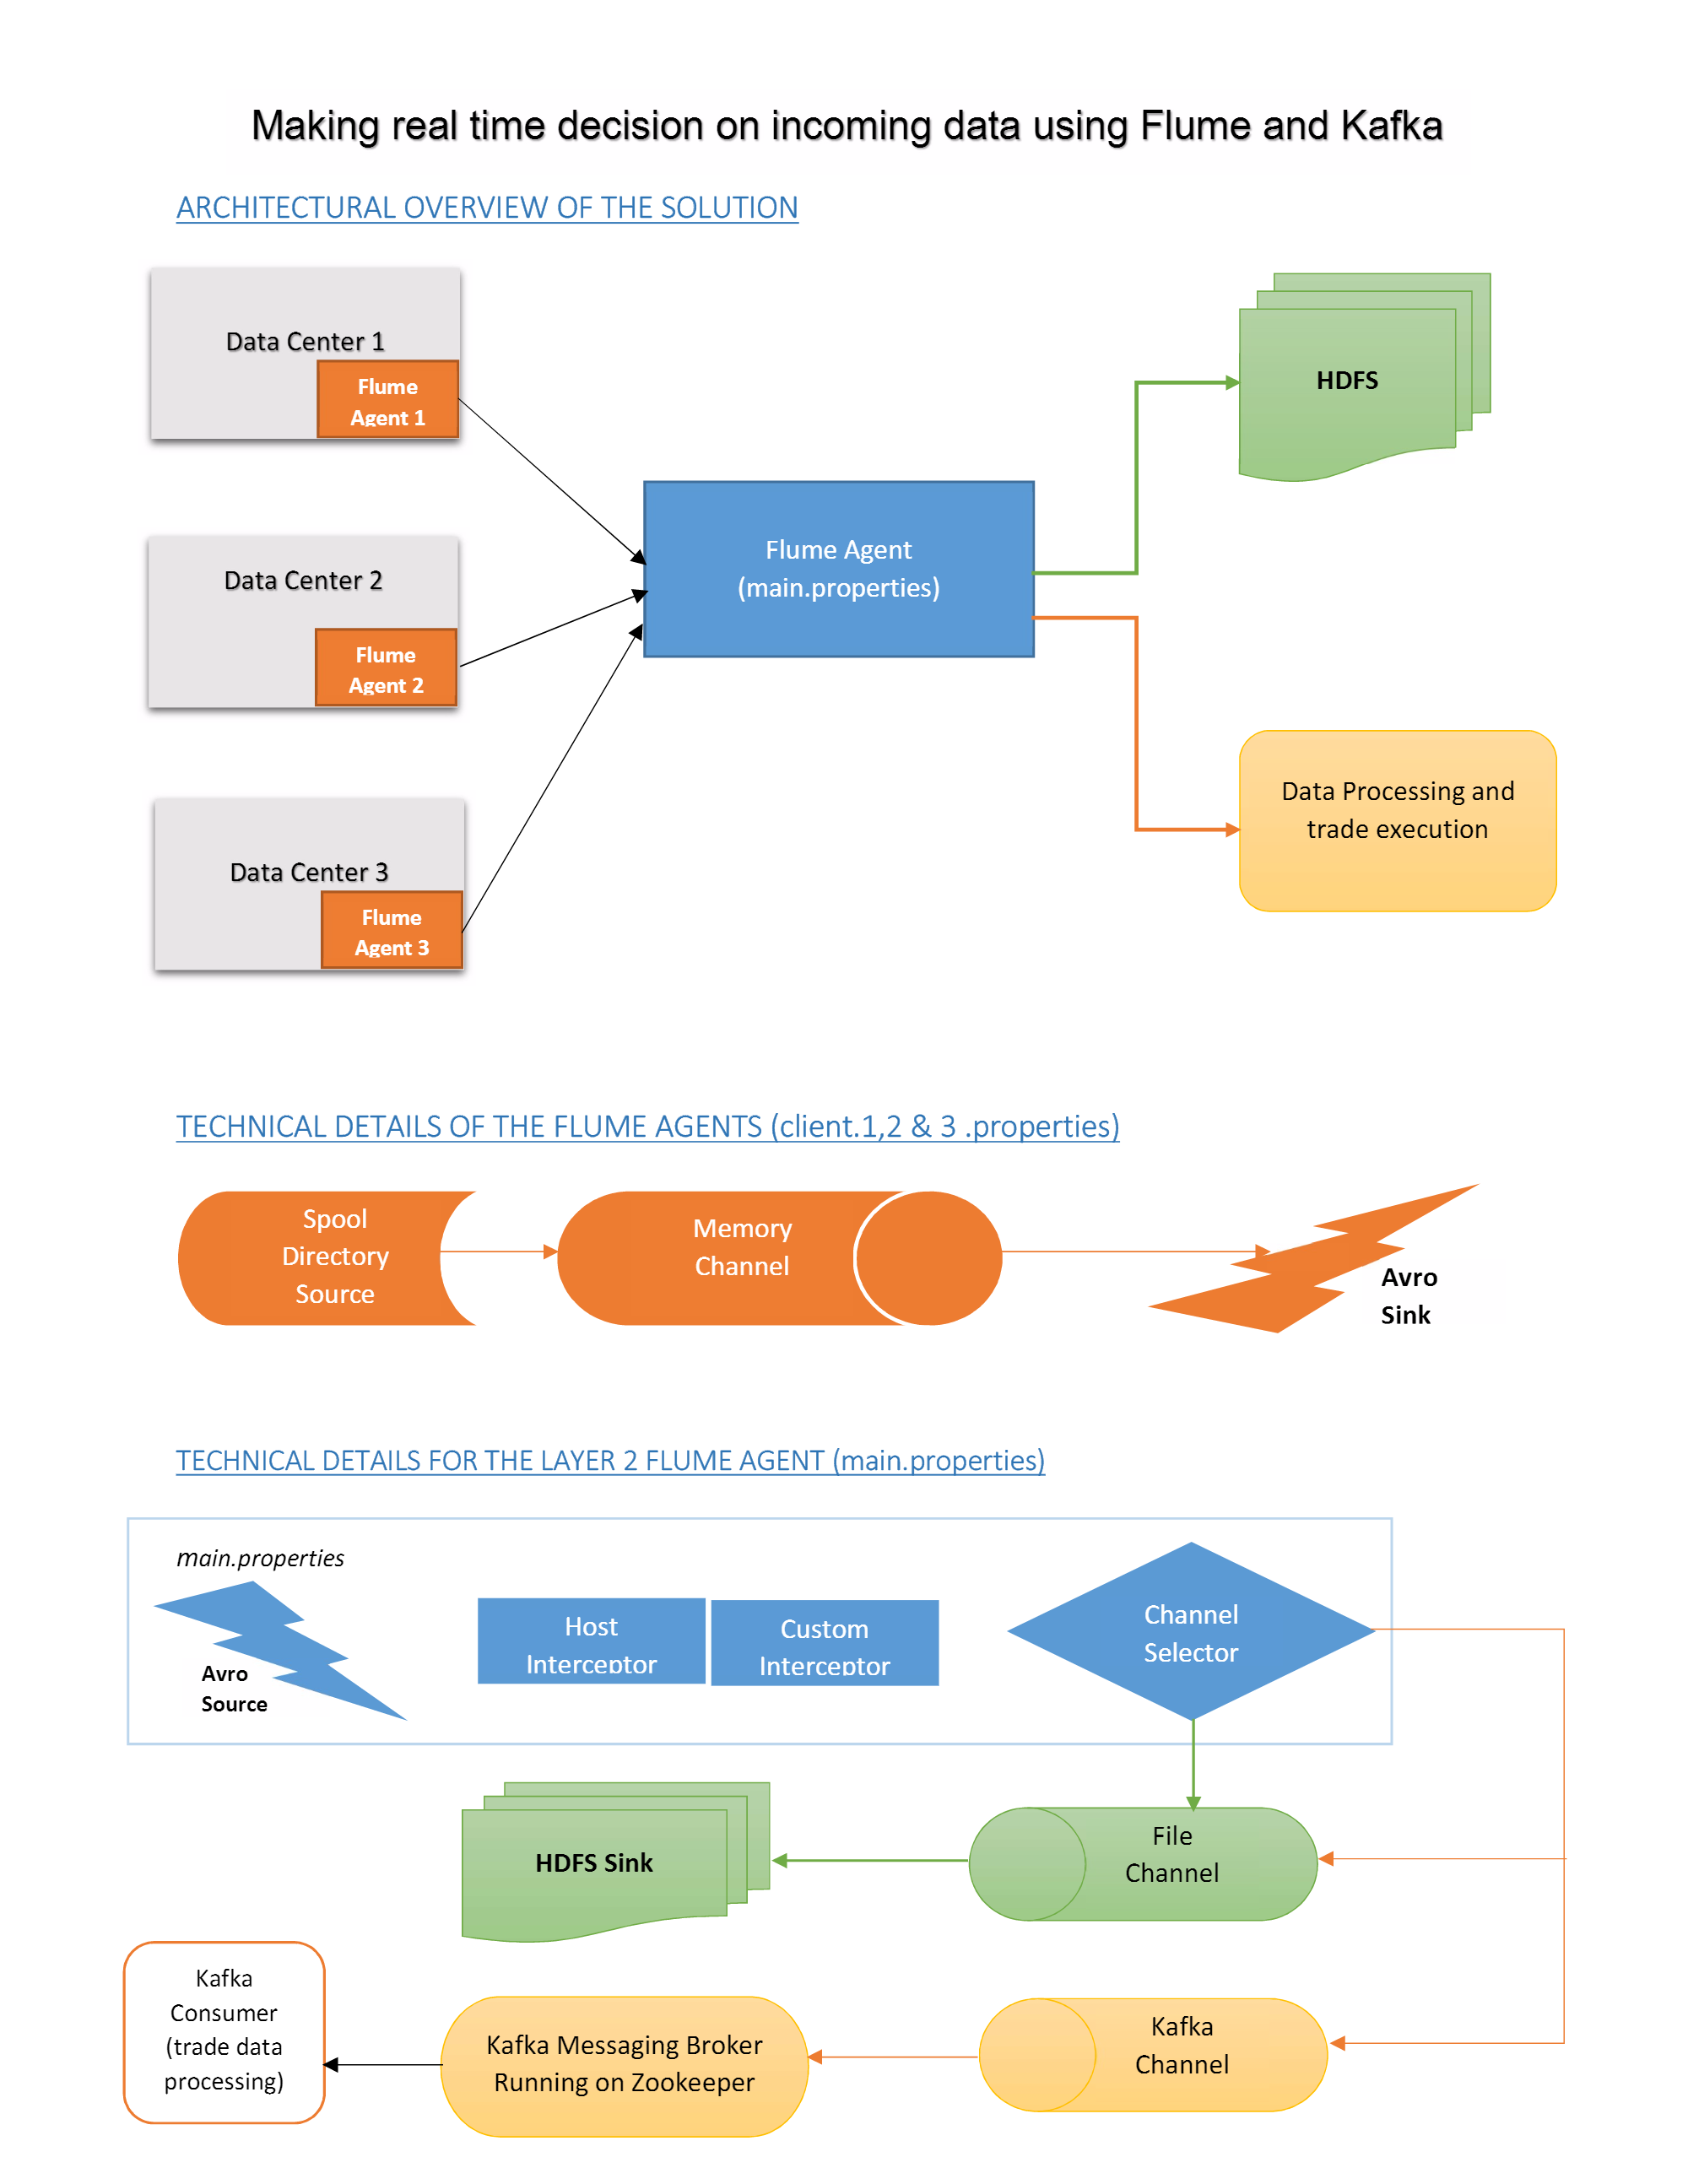 Making real time decision on incoming data using Flume and Kafka
ARCHITECTURAL OVERVIEW OF THE SOLUTION
Data Center 1
Flume
Agent 1
HDFS
Flume Agent
(main.properties)
Data Center 2
Flume
Agent 2
Data Processing and
trade execution
Data Center 3
Flume
Agent 3
TECHNICAL DETAILS OF THE FLUME AGENTS (client.1,2 & 3 .properties)
Spool
Directory
Source
Memory
Channel
Avro
Sink
TECHNICAL DETAILS FOR THE LAYER 2 FLUME AGENT (main.properties)
main.properties
Avro
Source
Host
Interceptor
Custom
Interceptor
Channel
Selector
File
Channel
HDFS Sink
Kafka
Consumer
(trade data
processing)
Kafka Messaging Broker
Running on Zookeeper
Kafka
Channel